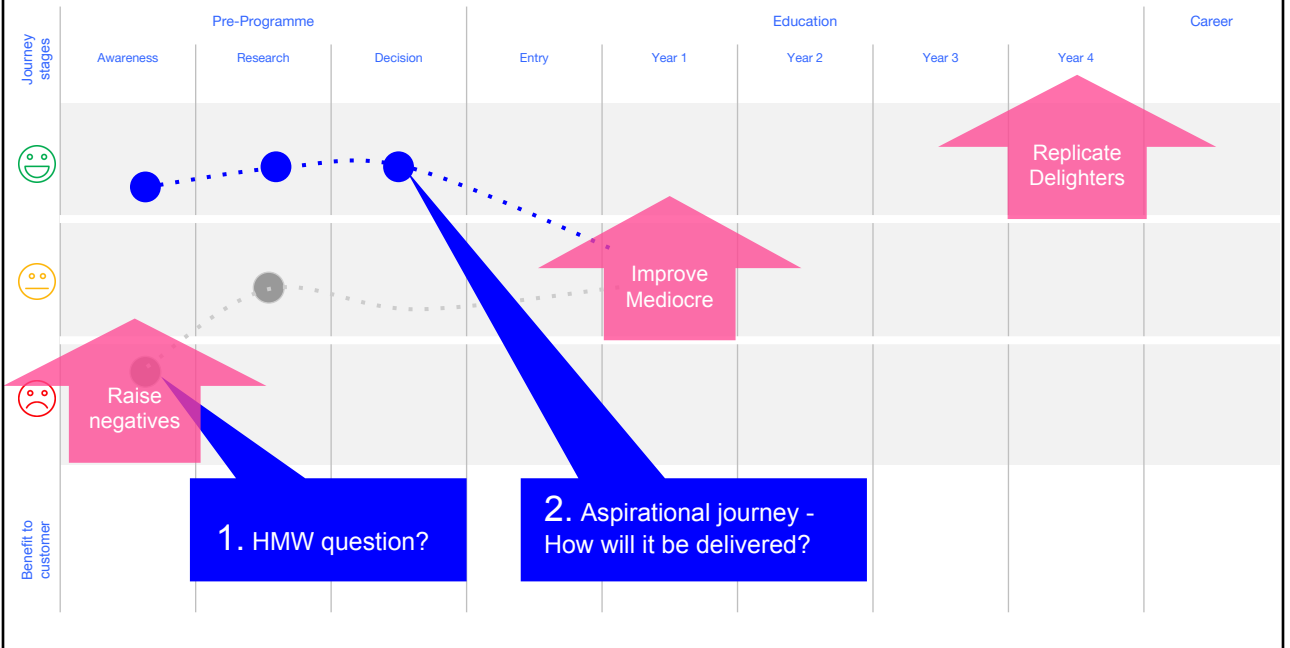 Pre-Programme
Education
Career
Journey
stages
Awareness
Research
Decision
Entry
Year 1
Year 2
Year 3
Year 4
Replicate
Delighters
Improve
Mediocre
Raise
negatives
1. HMW question?
2. Aspirational journey -
How will it be delivered?
Benefit to
customer